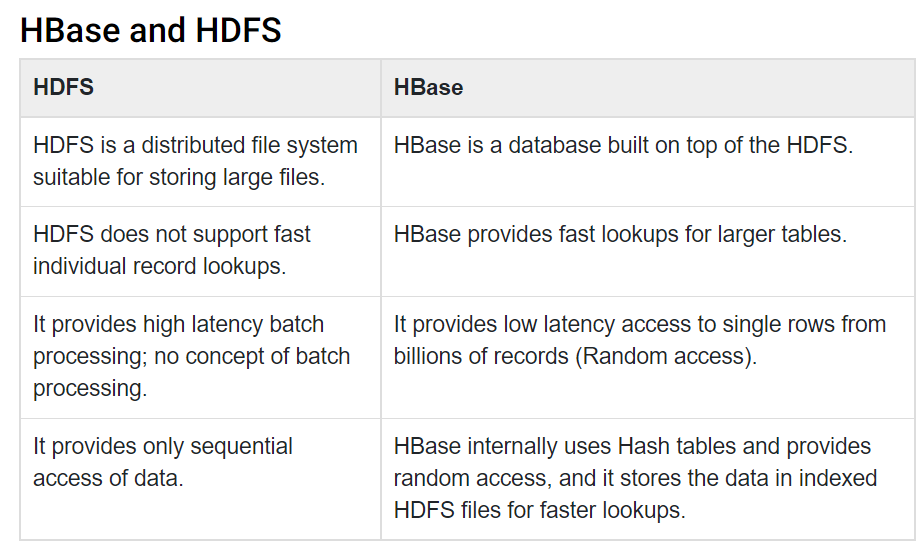 HBase and HDFS
HDFS
HBase
HDFS is a distributed file system
suitable for storing large files.
HBase is a database built on top of the HDFS.
HDFS does not support fast
individual record lookups.
HBase provides fast lookups for larger tables.
It provides high latency batch
processing; no concept of batch
processing.
It provides low latency access to single rows from
billions of records (Random access).
It provides only sequential
access of data.
HBase internally uses Hash tables and provides
random access, and it stores the data in indexed
HDFS files for faster lookups.